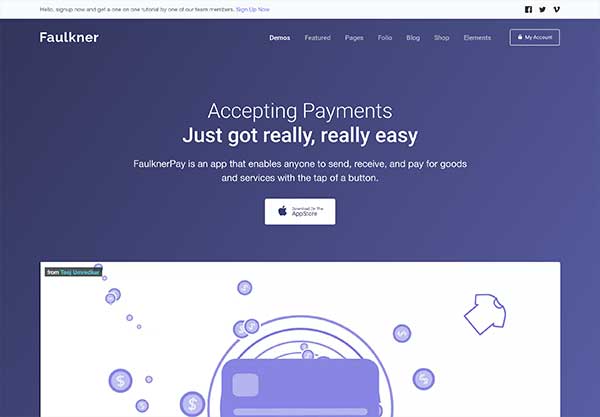 Hello, signup now and get a one on one tutorial by one of our team members. Sign Up Now
Faulkner
Demos Featured Pages Folio Blog Shop Elements My Account
Accepting Payments
Just got really, really easy
FaulknerPay is an app that enables anyone to send, receive, and pay for goods
and services with the tap of a button.
Download On The
AppStore
from Tanj Umredkar
$ $ $